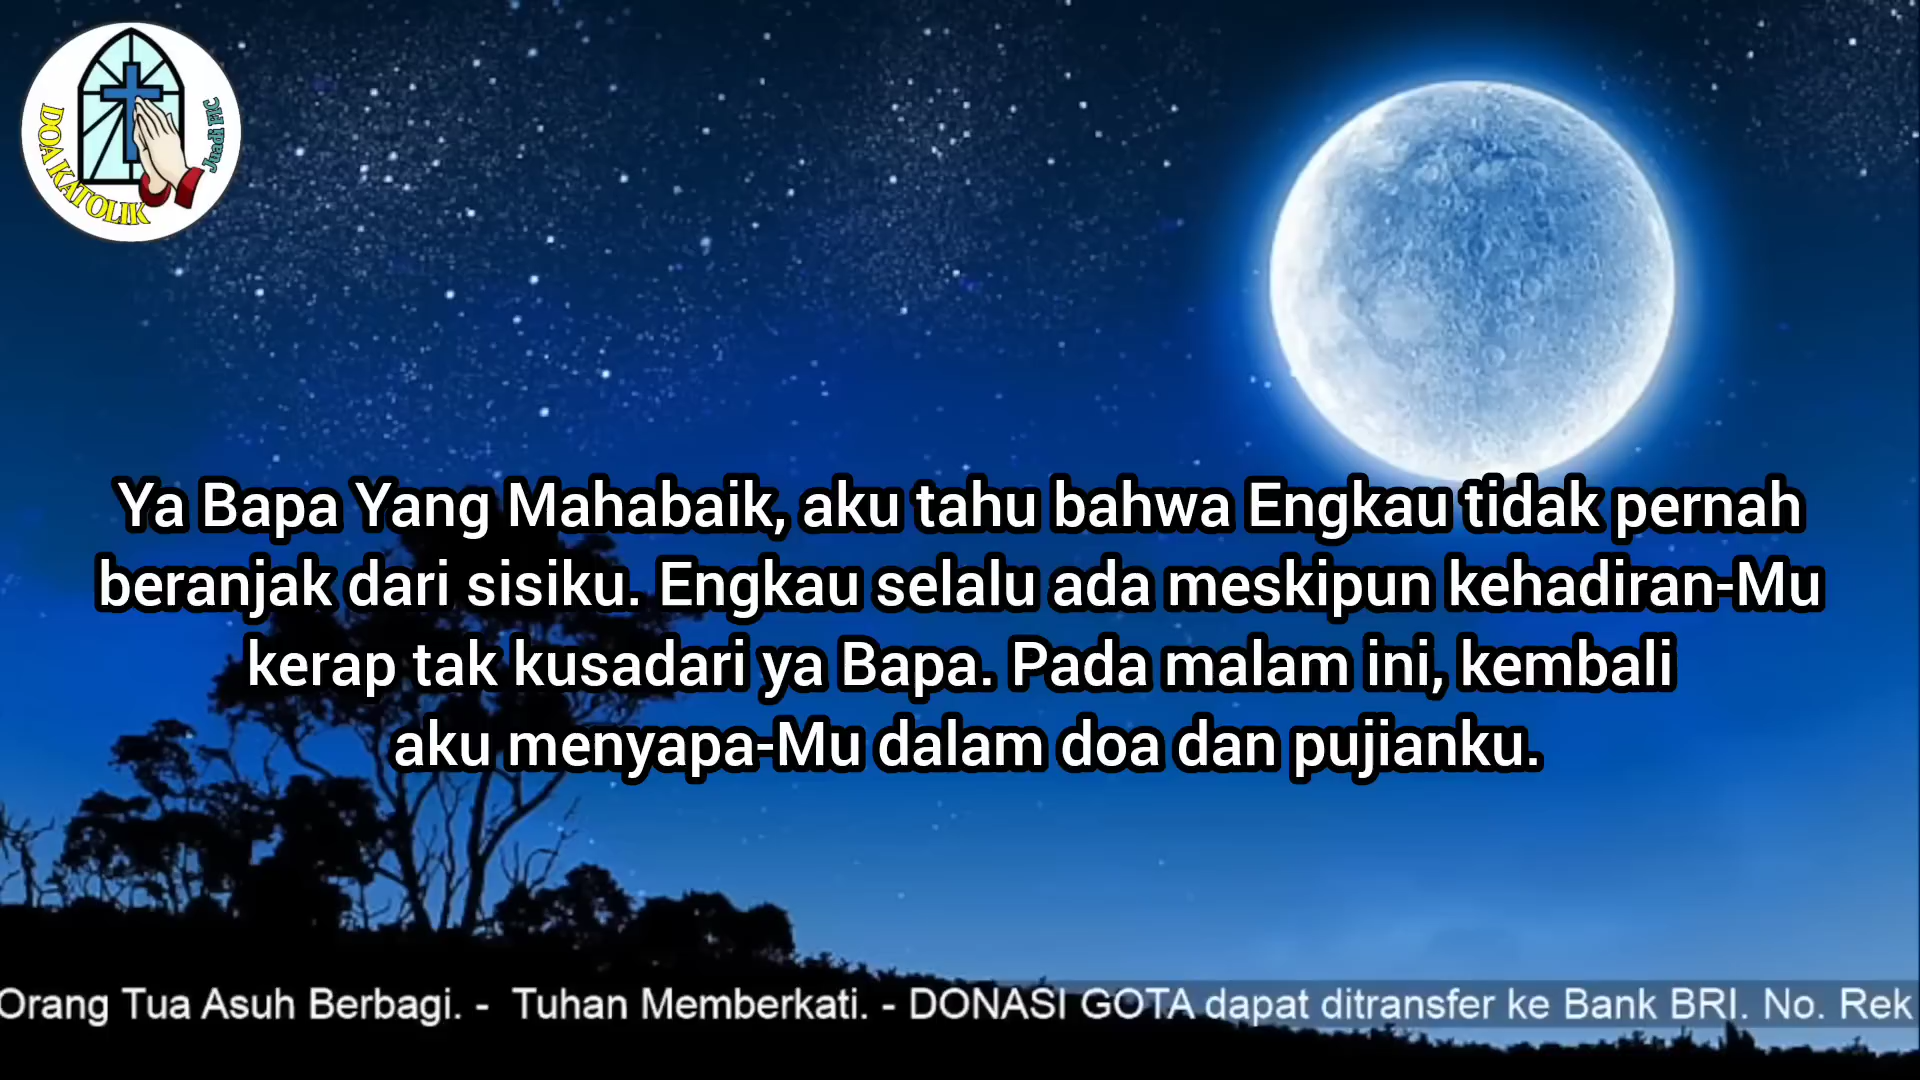 DOA KATOLIK
Juadi PIC
Ya Bapa Yang Mahabaik, aku tahu bahwa Engkau tidak pernah
beranjak dari sisiku. Engkau selalu ada meskipun kehadiran-Mu
kerap tak kusadari ya Bapa. Pada malam ini, kembali
aku menyapa-Mu dalam doa dan pujianku.
Orang Tua Asuh Berbagi. - Tuhan Memberkati. - DONASI GOTA dapat ditransfer ke Bank BRI. No. Rek